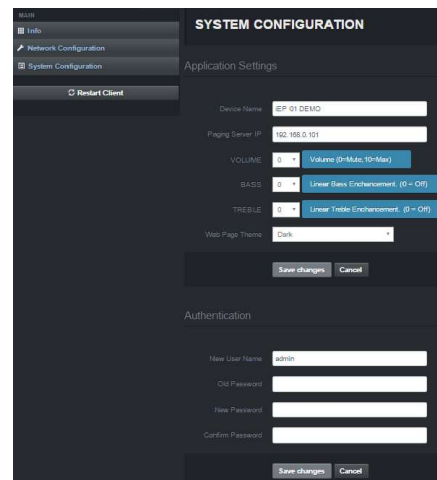 MAIN
Info
Network Configuration
System Configuration
Restart Client
SYSTEM CONFIGURATION
Application Settings
Device Name IEP 01 DEMO
Paging Server IP 192.168.0.101
VOLUME 0 Volume (0=Mute,10=Max)
BASS 0 Linear Bass Enchancement. (0 = Off)
TREBLE 0 Linear Treble Enchancement. (0 = Off)
Web Page Theme Dark
Save changes Cancel
Authentication
New User Name admin
Old Password
New Password
Confirm Password
Save changes Cancel